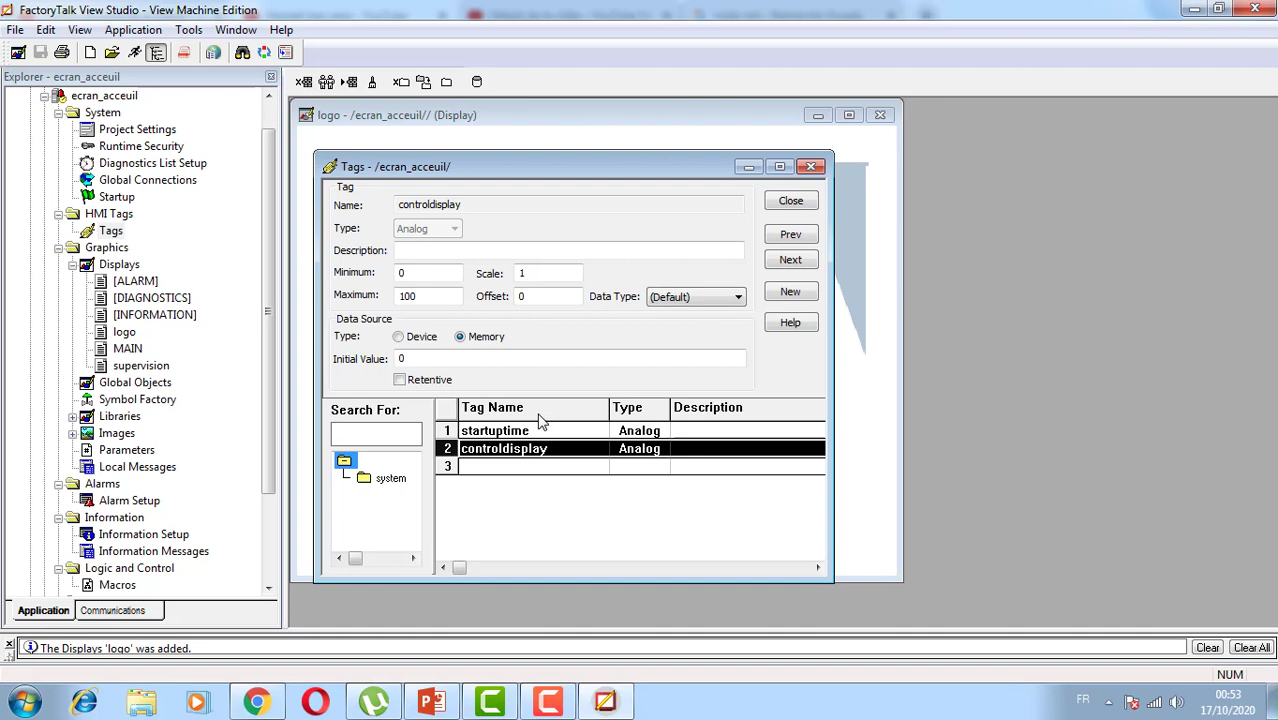 FactoryTalk View Studio - View Machine Edition
File Edit View Application Tools Window Help
Explorer - ecran_acceuil
ecran_acceuil
System
Project Settings
Runtime Security
Diagnostics List Setup
Global Connections
Startup
HMI Tags
Tags
Graphics
Displays
[ALARM]
[DIAGNOSTICS]
[INFORMATION]
logo
MAIN
supervision
Global Objects
Symbol Factory
Libraries
Images
Parameters
Local Messages
Alarms
Alarm Setup
Information
Information Setup
Information Messages
Logic and Control
Macros
Application Communications
logo - /ecran_acceuil// (Display)
Tags - /ecran_acceuil/
Tag
Name: controldisplay
Type: Analog
Description:
Minimum: 0 Scale: 1
Maximum: 100 Offset: 0 Data Type: (Default)
Data Source
Type: Device Memory
Initial Value: 0
Retentive
Close
Prev
Next
New
Help
Search For:
system
Tag Name Type Description
1 startuptime Analog
2 controldisplay Analog
3
The Displays 'logo' was added.
Clear Clear All
NUM
FR
00:53
17/10/2020